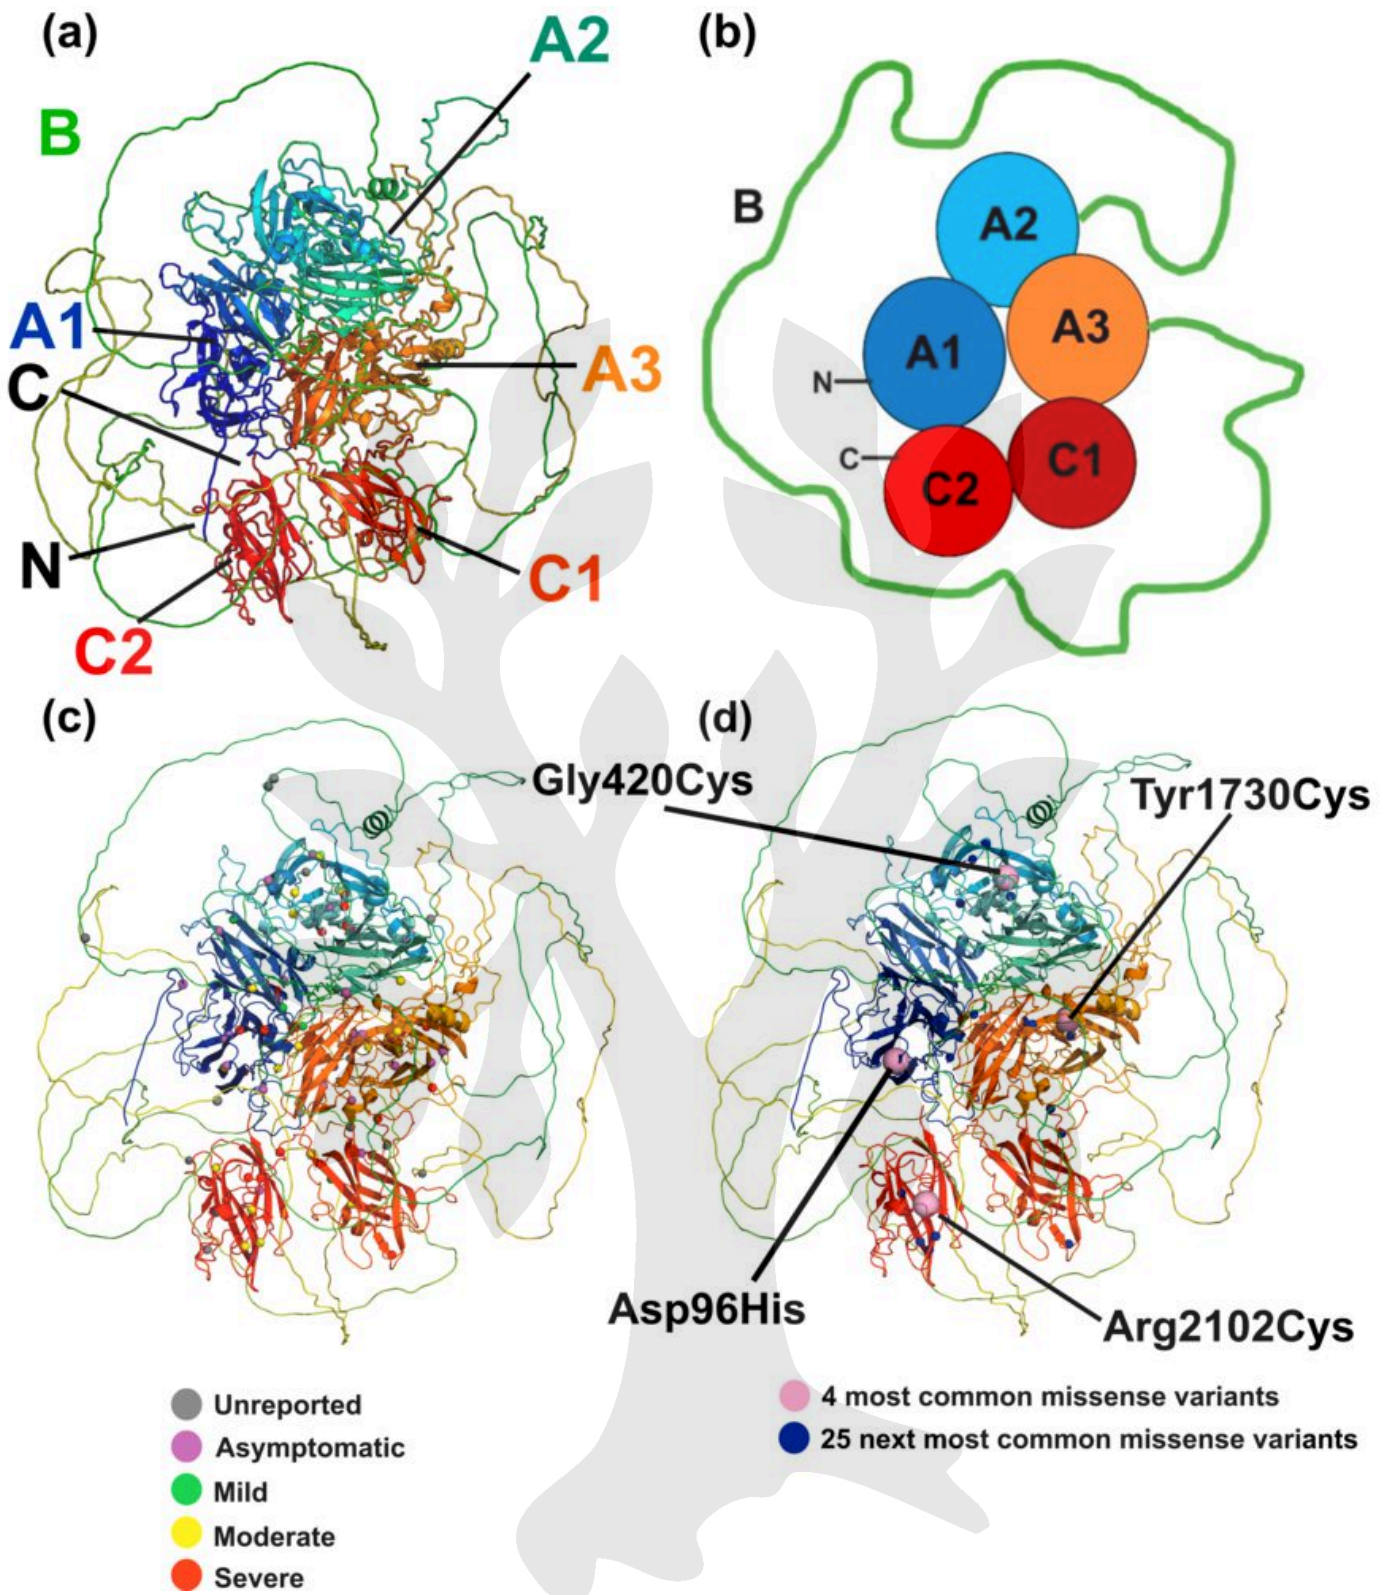 (a)
A2
B
A1
C
A3
N
C1
C2
(b)
B
A2
A3
A1
N
C
C1
C2
(c)
(d)
Gly420Cys
Tyr1730Cys
Asp96His
Arg2102Cys
Unreported
Asymptomatic
Mild
Moderate
Severe
4 most common missense variants
25 next most common missense variants